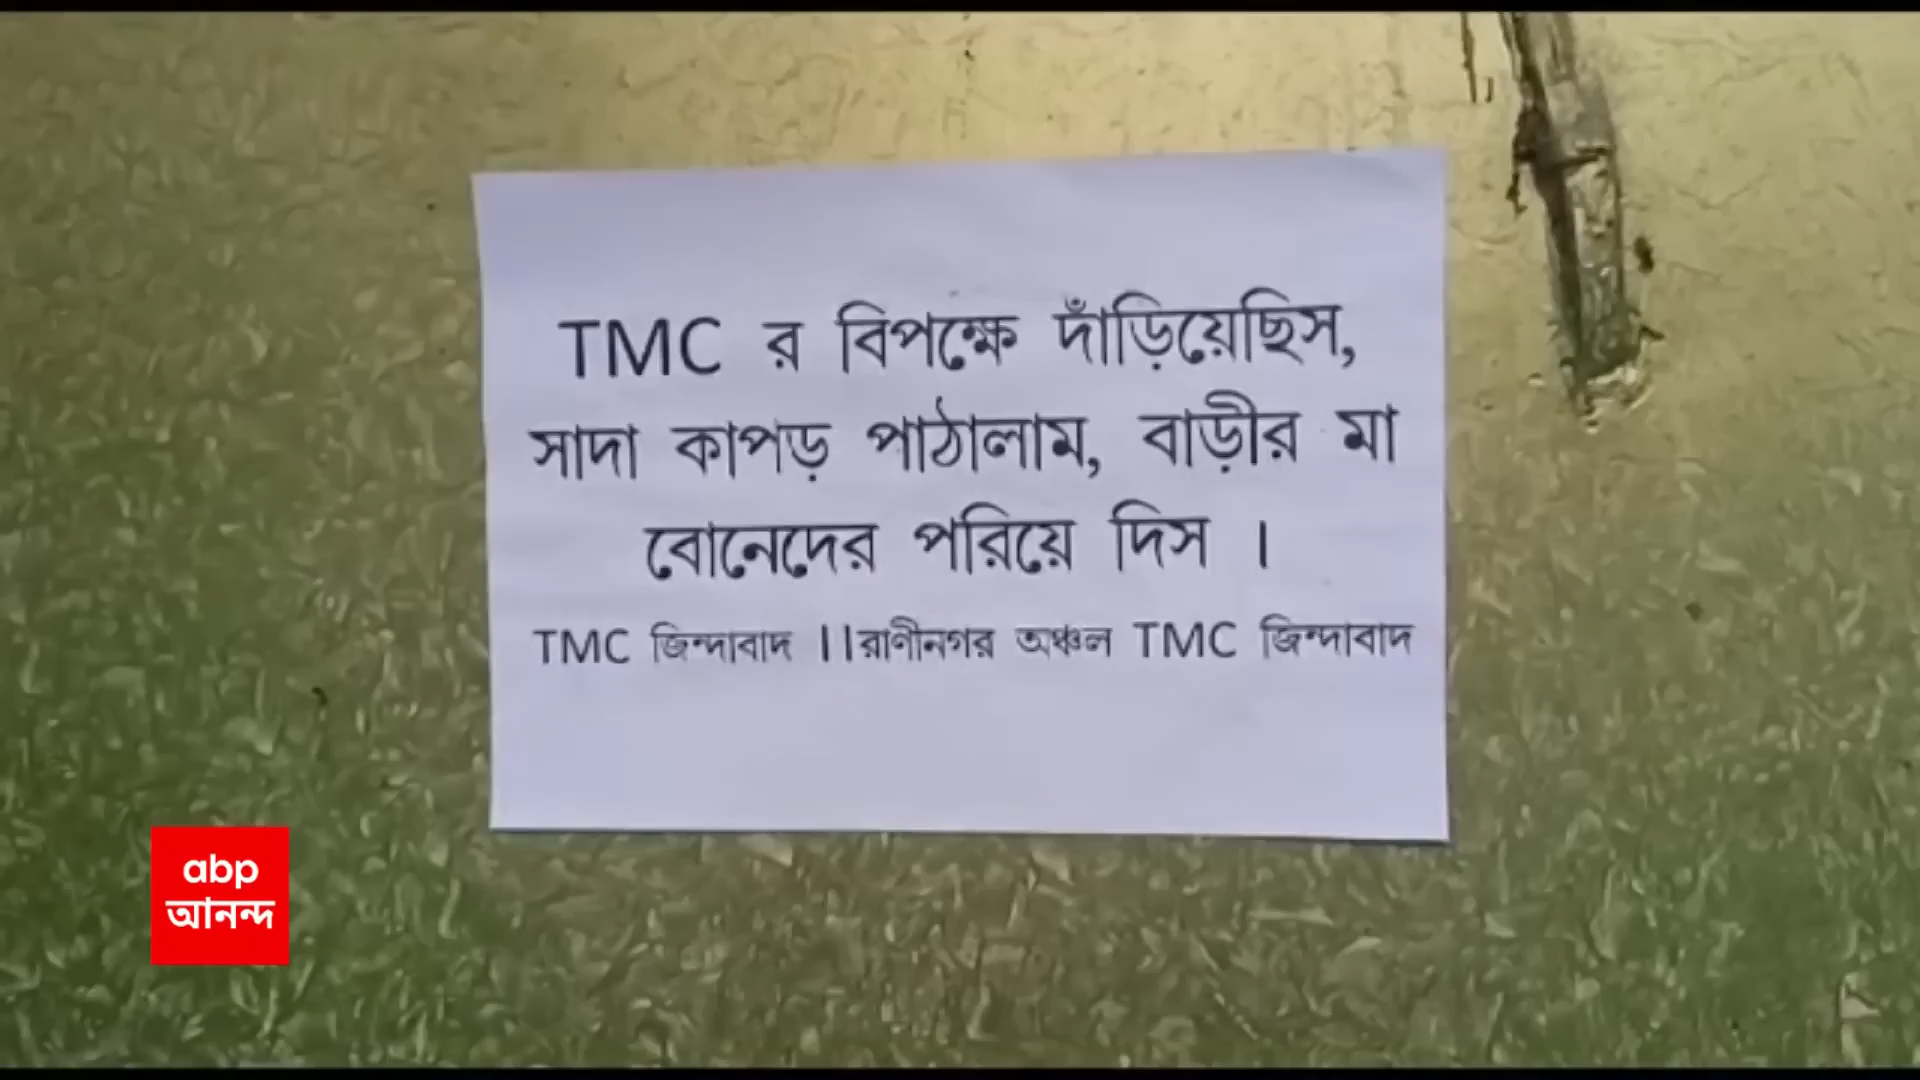 TMC র বিপক্ষে দাঁড়িয়েছিস,
সাদা কাপড় পাঠালাম, বাড়ীর মা
বোনেদের পরিয়ে দিস ।
TMC জিন্দাবাদ ।।রাণীনগর অঞ্চল TMC জিন্দাবাদ
abp
আনন্দ